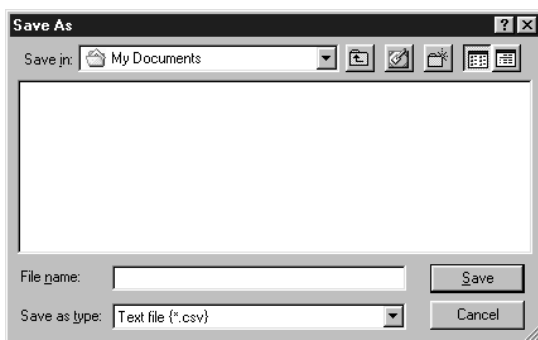 Save As
Save in: My Documents
File name:
Save
Save as type: Text file {*.csv}
Cancel